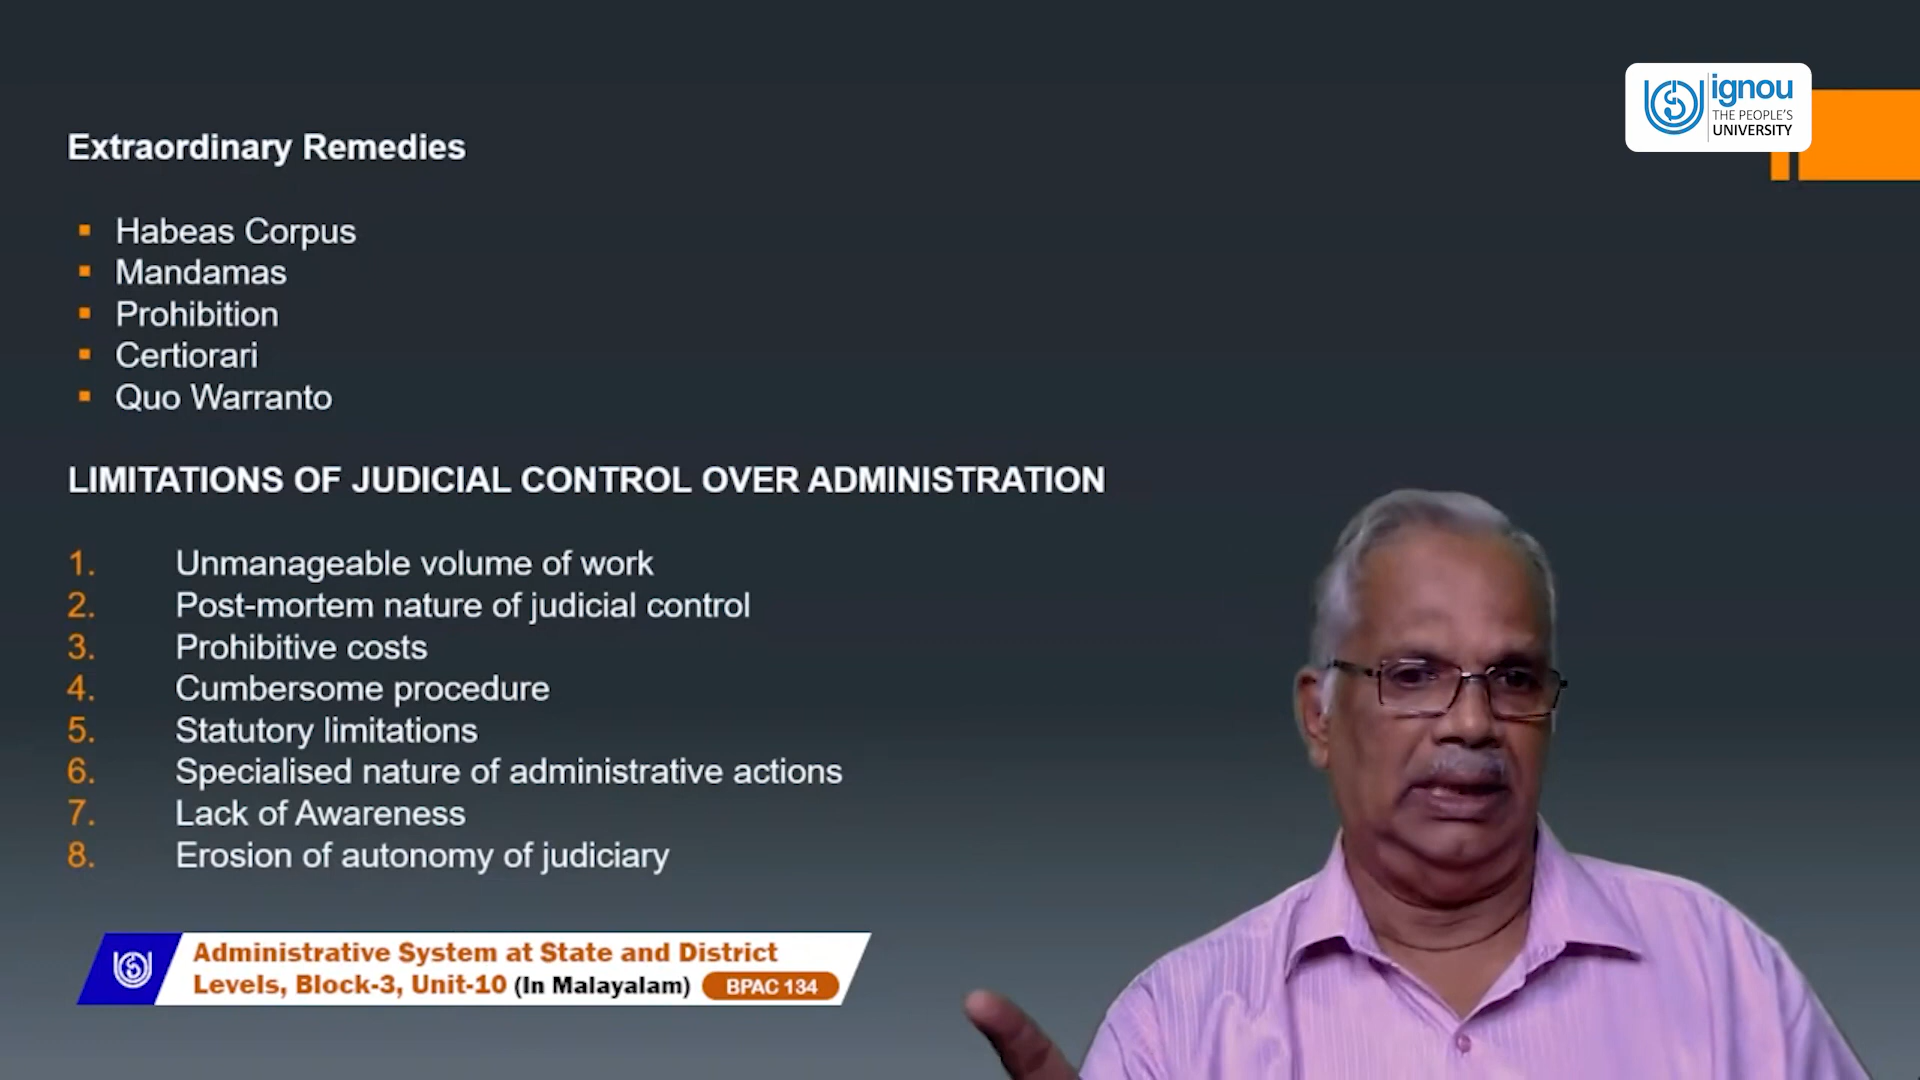 ignou
THE PEOPLE'S
UNIVERSITY
Extraordinary Remedies
Habeas Corpus
Mandamas
Prohibition
Certiorari
Quo Warranto
LIMITATIONS OF JUDICIAL CONTROL OVER ADMINISTRATION
1. Unmanageable volume of work
2. Post-mortem nature of judicial control
3. Prohibitive costs
4. Cumbersome procedure
5. Statutory limitations
6. Specialised nature of administrative actions
7. Lack of Awareness
8. Erosion of autonomy of judiciary
Administrative System at State and District
Levels, Block-3, Unit-10 (In Malayalam) BPAC 134